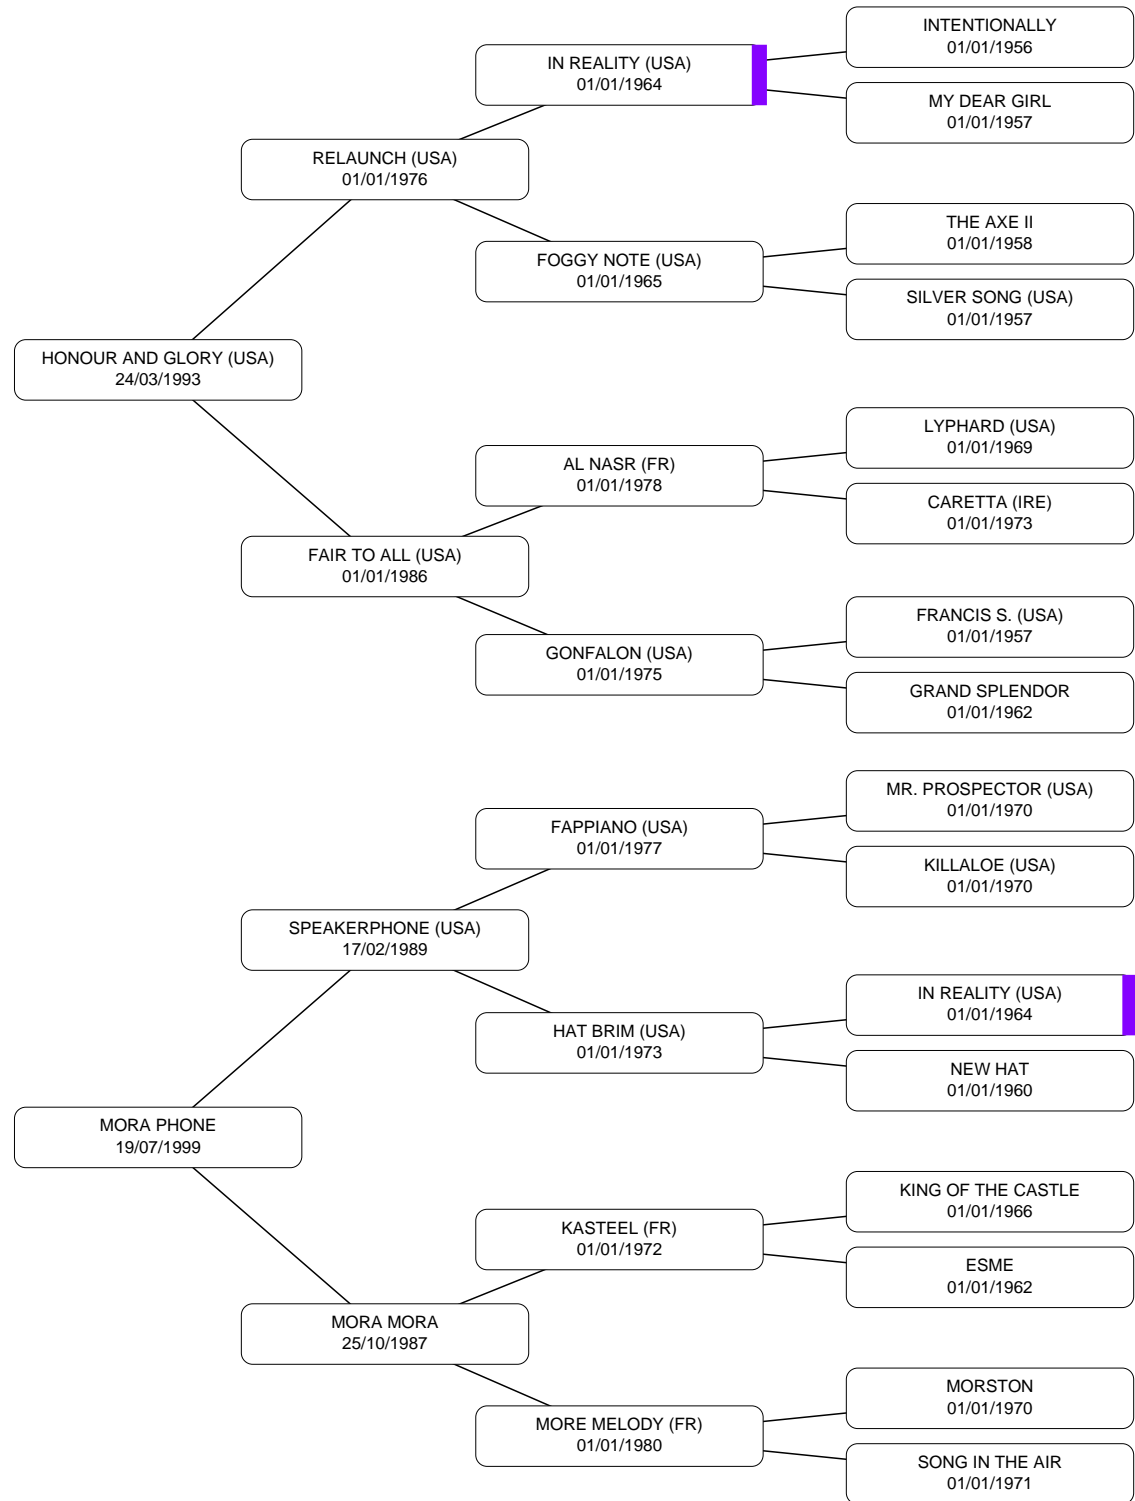 INTENTIONALLY
01/01/1956
IN REALITY (USA)
01/01/1964
MY DEAR GIRL
01/01/1957
RELAUNCH (USA)
01/01/1976
THE AXE II
01/01/1958
FOGGY NOTE (USA)
01/01/1965
SILVER SONG (USA)
01/01/1957
HONOUR AND GLORY (USA)
24/03/1993
LYPHARD (USA)
01/01/1969
AL NASR (FR)
01/01/1978
CARETTA (IRE)
01/01/1973
FAIR TO ALL (USA)
01/01/1986
FRANCIS S. (USA)
01/01/1957
GONFALON (USA)
01/01/1975
GRAND SPLENDOR
01/01/1962
MR. PROSPECTOR (USA)
01/01/1970
FAPPIANO (USA)
01/01/1977
KILLALOE (USA)
01/01/1970
SPEAKERPHONE (USA)
17/02/1989
IN REALITY (USA)
01/01/1964
HAT BRIM (USA)
01/01/1973
NEW HAT
01/01/1960
MORA PHONE
19/07/1999
KING OF THE CASTLE
01/01/1966
KASTEEL (FR)
01/01/1972
ESME
01/01/1962
MORA MORA
25/10/1987
MORSTON
01/01/1970
MORE MELODY (FR)
01/01/1980
SONG IN THE AIR
01/01/1971